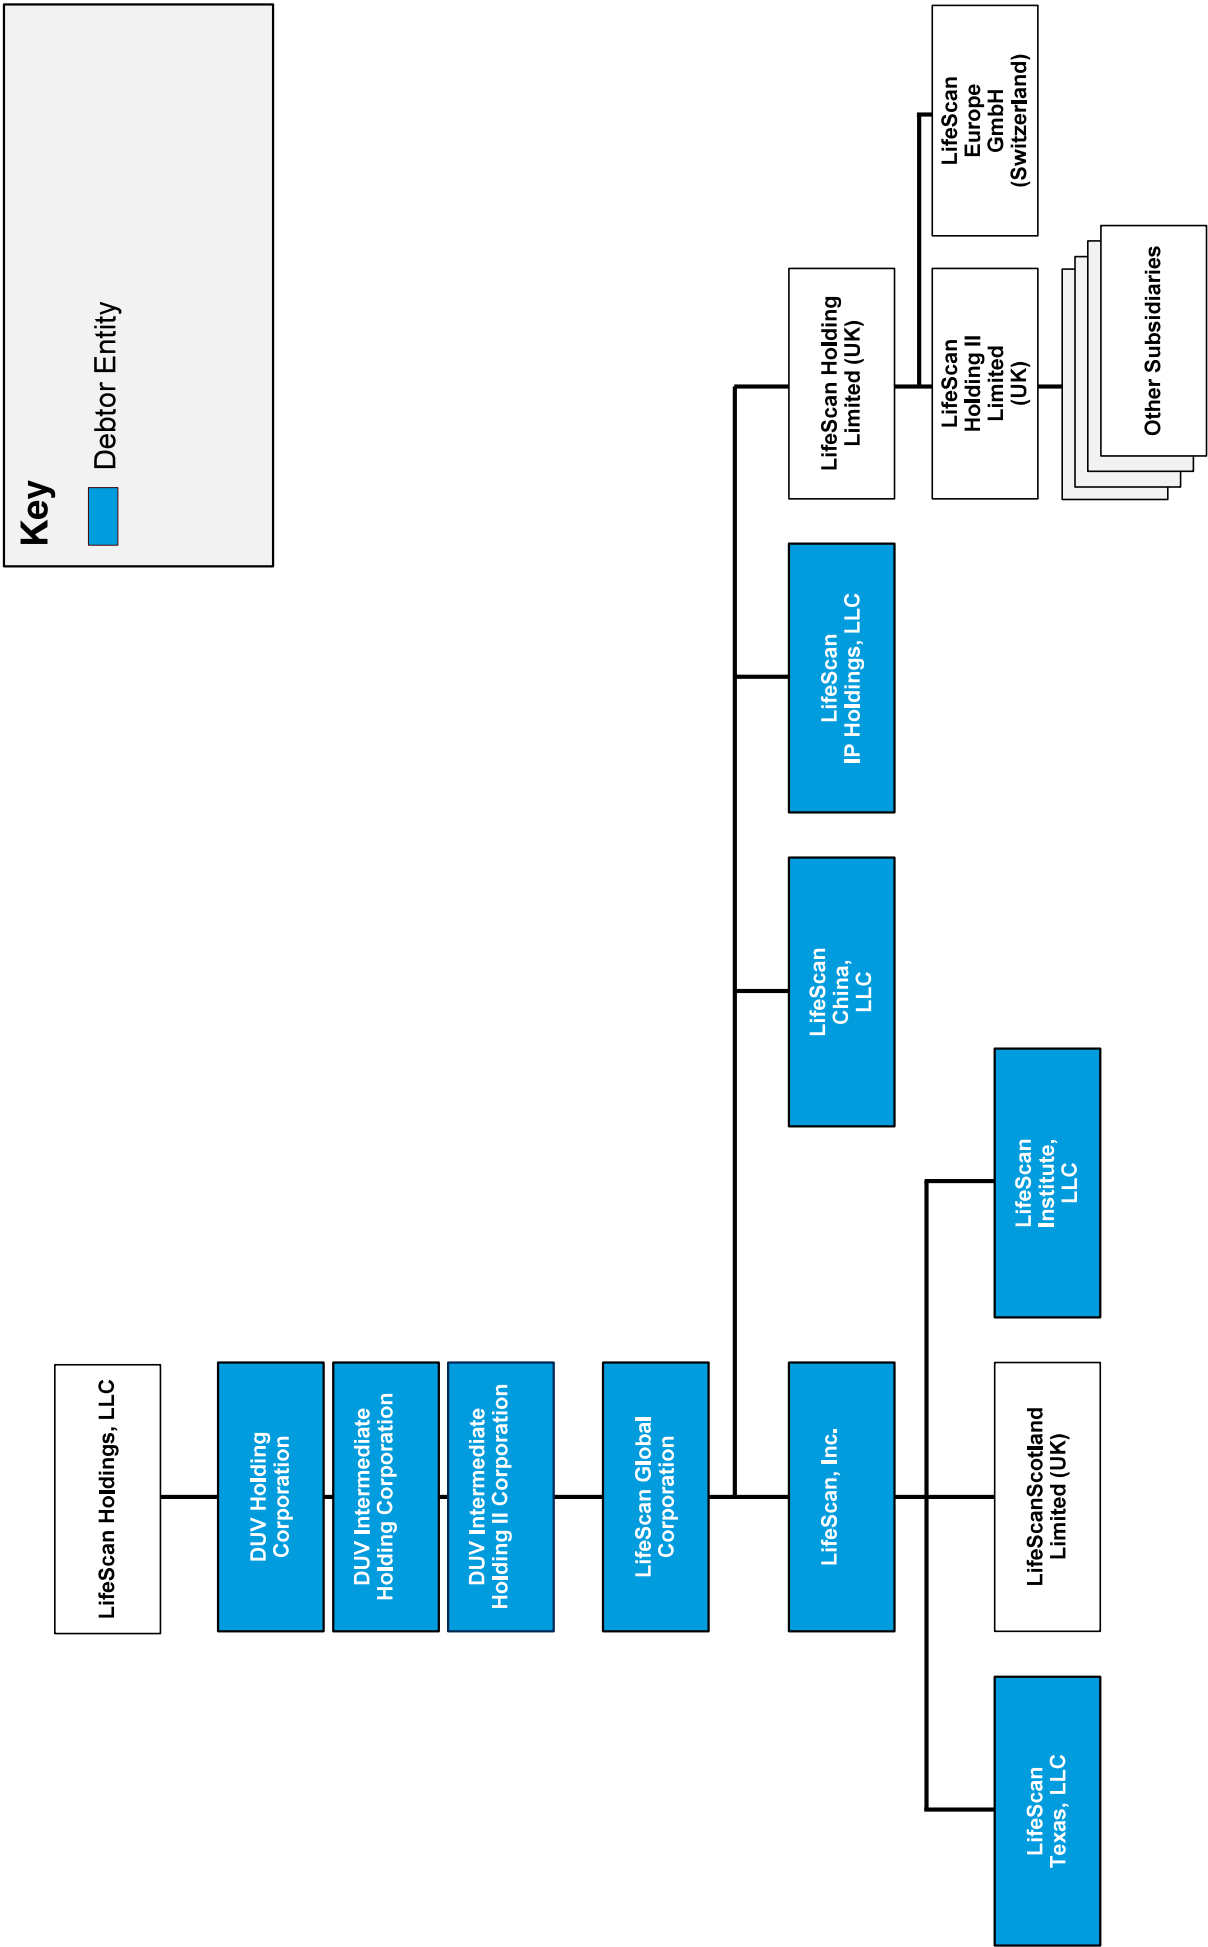 LifeScan Holdings, LLC
Key
Debtor Entity
DUV Holding
Corporation
DUV Intermediate
Holding Corporation
DUV Intermediate
Holding II Corporation
LifeScan Global
Corporation
LifeScan, Inc.
LifeScan
China,
LLC
LifeScan
IP Holdings, LLC
LifeScan Holding
Limited (UK)
LifeScan
Texas, LLC
LifeScanScotland
Limited (UK)
LifeScan
Institute,
LLC
LifeScan
Holding II
Limited
(UK)
LifeScan
Europe
GmbH
(Switzerland)
Other Subsidiaries